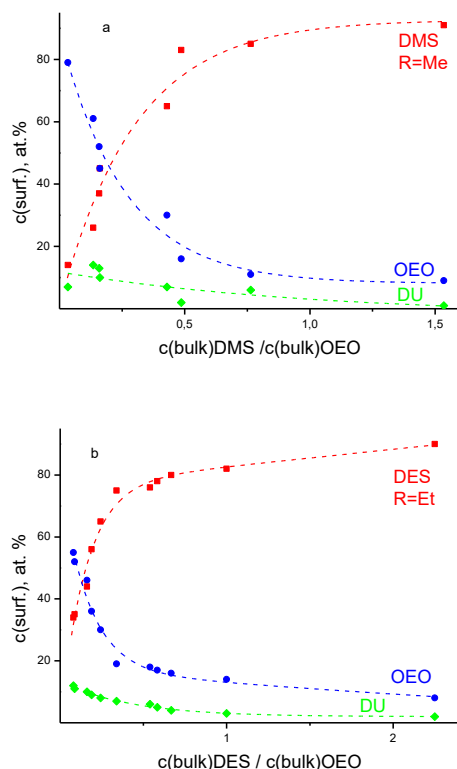 a
80
60
40
20
c(surf.), at.%
DMS
R=Me
OEO
DU
0,5
1,0
1,5
c(bulk)DMS /c(bulk)OEO
b
80
60
40
20
c(surf.), at. %
DES
R=Et
OEO
DU
1
2
c(bulk)DES / c(bulk)OEO